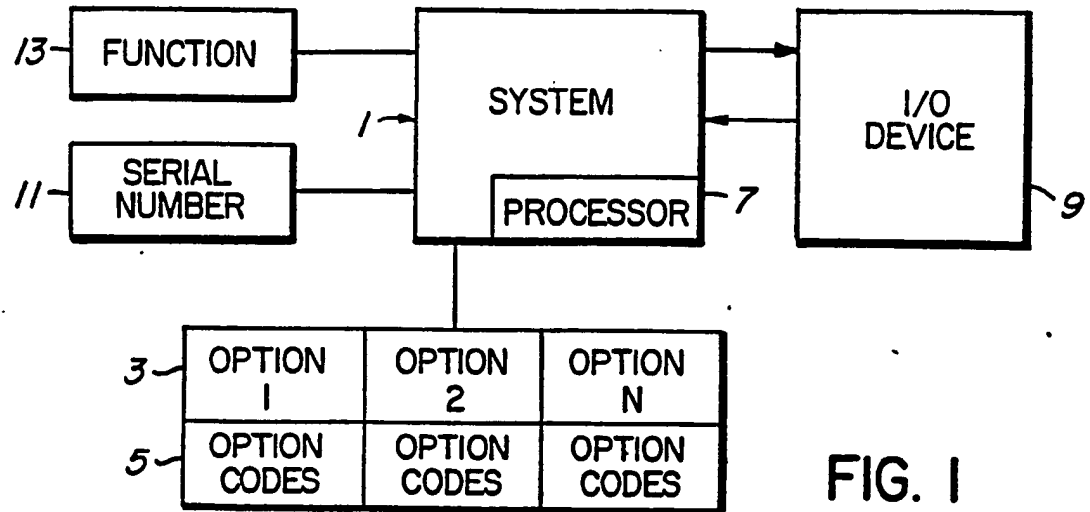 13
FUNCTION
11
SERIAL
NUMBER
1
SYSTEM
PROCESSOR
7
I/O
DEVICE
9
3
OPTION
1
OPTION
2
OPTION
N
5
OPTION
CODES
OPTION
CODES
OPTION
CODES
FIG. 1